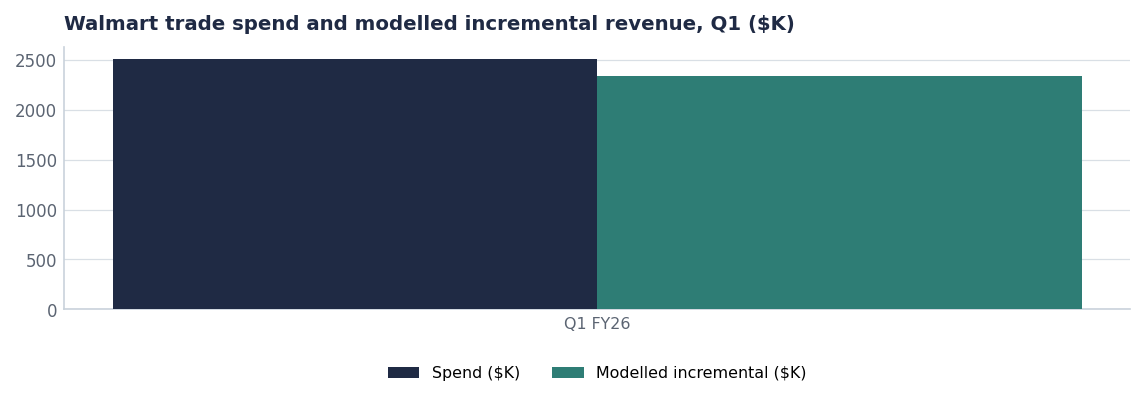 Walmart trade spend and modelled incremental revenue, Q1 ($K)
2500
2000
1500
1000
500
0
Q1 FY26
Spend ($K)
Modelled incremental ($K)